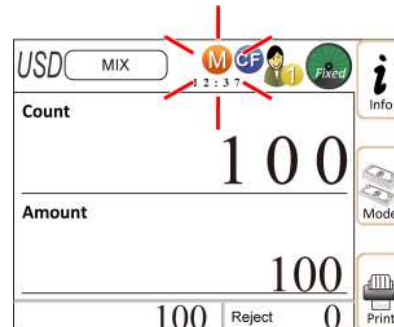 USD MIX M CF 1 Fixed
12:37
Info
Count
100
Mode
Amount
100
100 Reject 0 Print